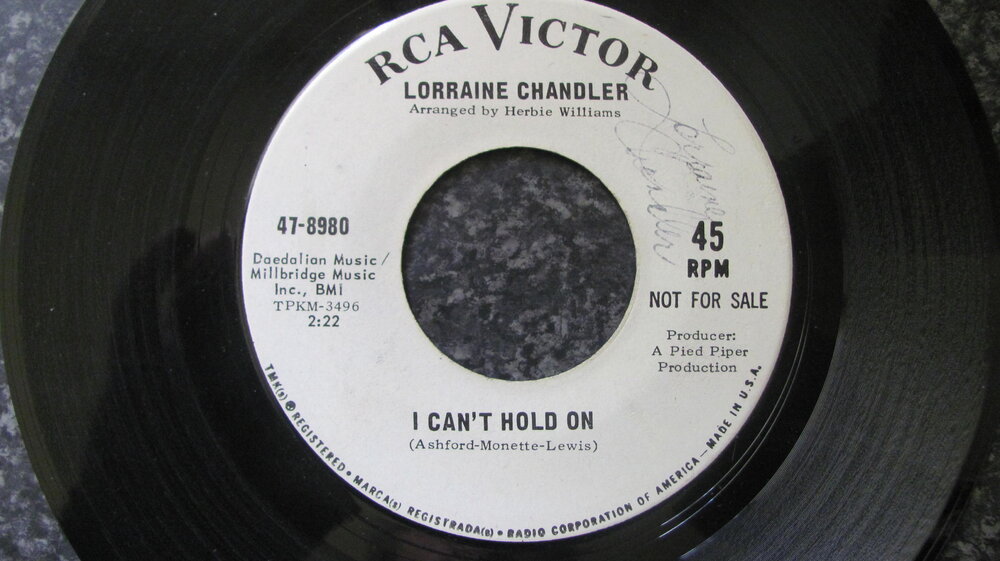 RCA VICTOR
LORRAINE CHANDLER
Arranged by Herbie Williams
Lorraine
Chandler
47-8980
Daedalian Music/
Millbridge Music
Inc., BMI
TPKM-3496
2:22
45
RPM
NOT FOR SALE
Producer:
A Pied Piper
Production
I CAN'T HOLD ON
(Ashford-Monette-Lewis)
TMK(s) ® REGISTERED • MARCA(s) REGISTRADA(s) • RADIO CORPORATION OF AMERICA—MADE IN U.S.A.